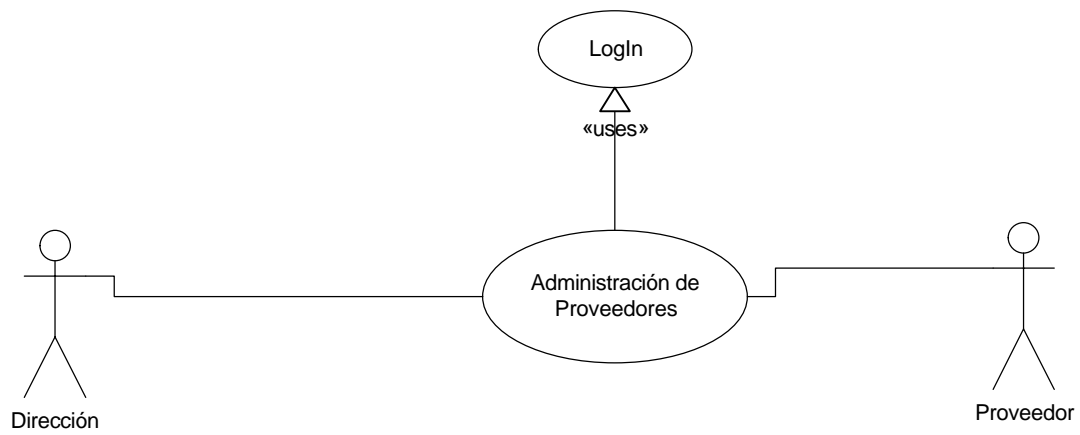 LogIn
«uses»
Administración de
Proveedores
Dirección
Proveedor